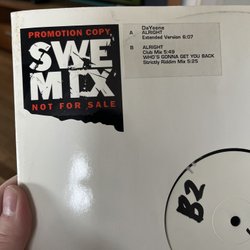 PROMOTION COPY
SWE
MIX
NOT FOR SALE
DaYeene
A ALRIGHT
Extended Version 6:07
B ALRIGHT
Club Mix 5:49
WHO'S GONNA GET YOU BACK
Strictly Riddim Mix 5:25
B2